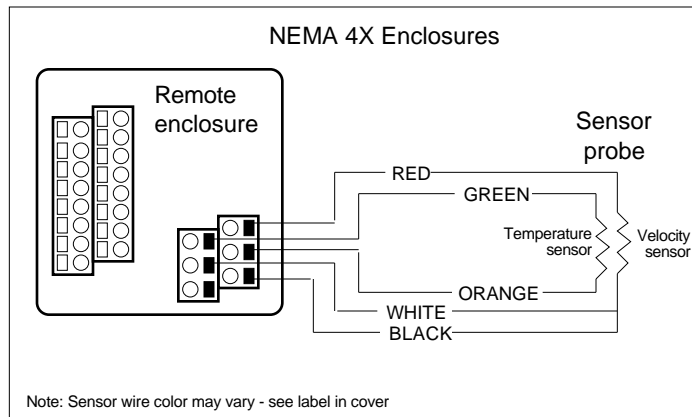 NEMA 4X Enclosures
Remote
enclosure
Sensor
probe
RED
GREEN
Temperature
sensor
Velocity
sensor
ORANGE
WHITE
BLACK
Note: Sensor wire color may vary - see label in cover